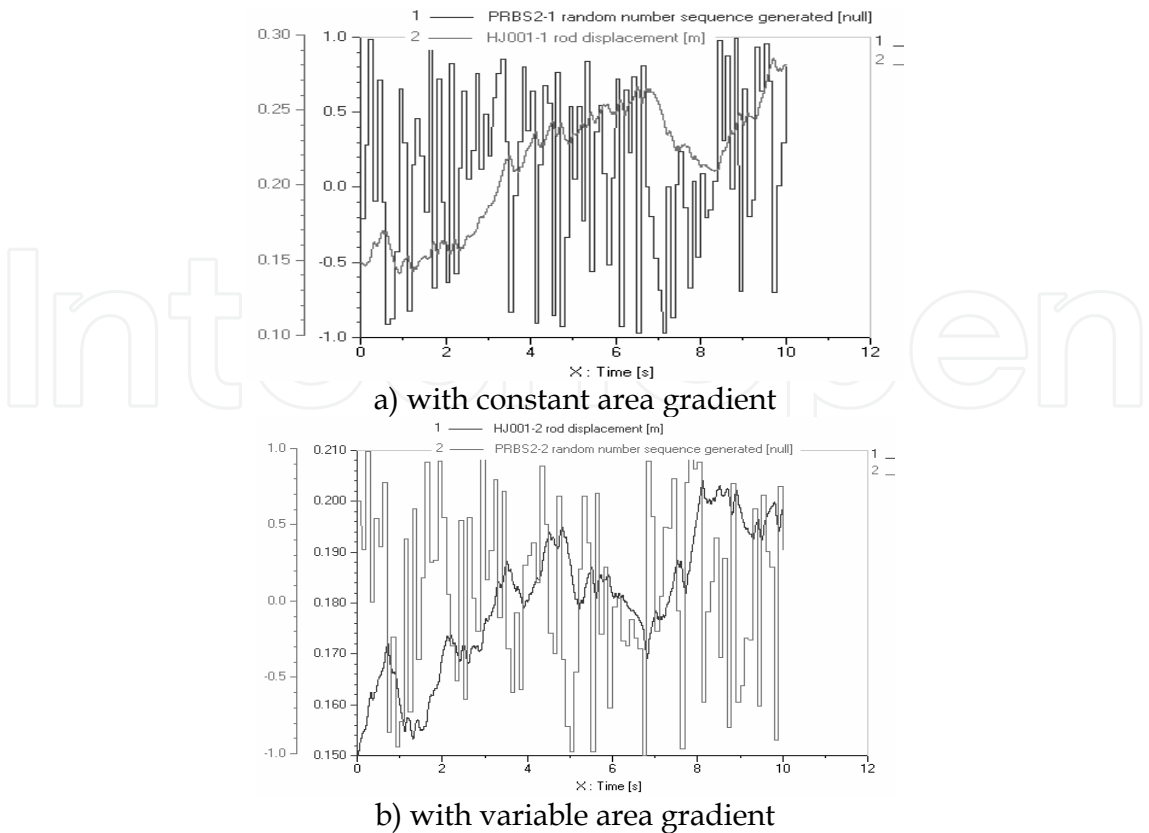 1 — PRBS2-1 random number sequence generated [null]
2 — HJ001-1 rod displacement [m]
0.30
0.25
0.20
0.15
0.10
1.0
0.5
0.0
-0.5
-1.0
1
2
0 2 4 6 8 10 12
X : Time [s]
a) with constant area gradient
1 — HJ001-2 rod displacement [m]
2 — PRBS2-2 random number sequence generated [null]
1.0
0.5
0.0
-0.5
-1.0
0.210
0.200
0.190
0.180
0.170
0.160
0.150
1
2
0 2 4 6 8 10 12
X : Time [s]
b) with variable area gradient
IntechOpen